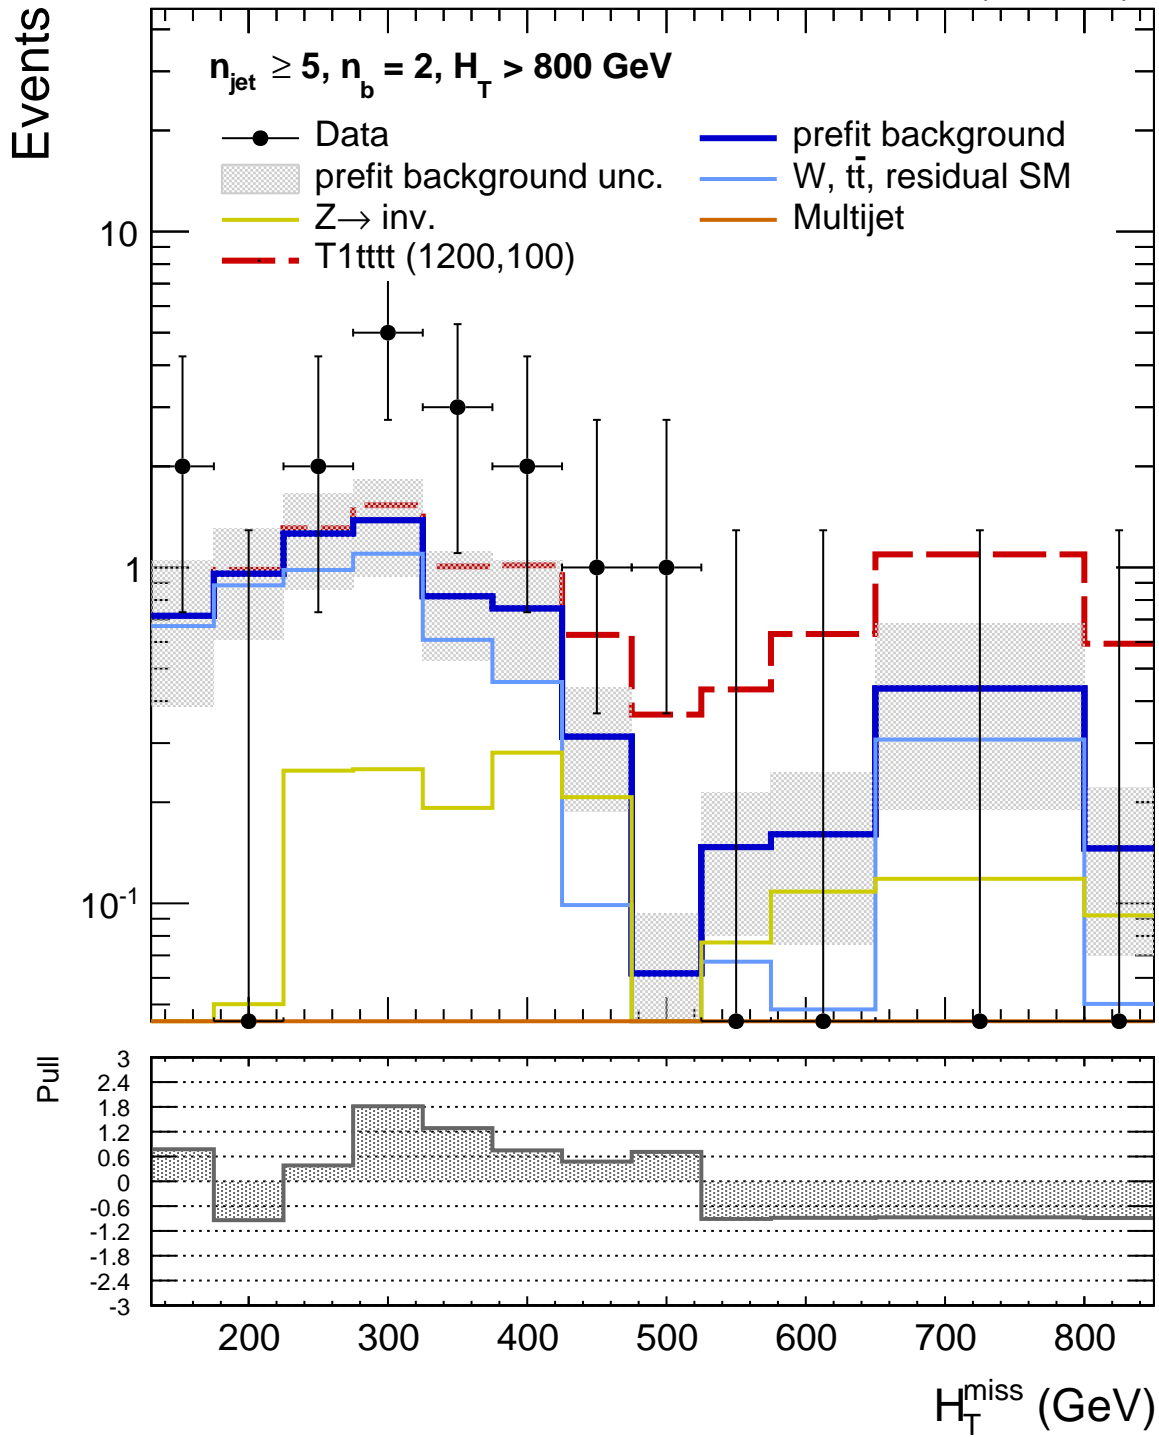 Events
n_jet ≥ 5, n_b = 2, H_T > 800 GeV
Data
prefit background
prefit background unc.
W, tt̄, residual SM
Z→ inv.
Multijet
T1tttt (1200,100)
10
1
10^-1
Pull
3
2.4
1.8
1.2
0.6
0
-0.6
-1.2
-1.8
-2.4
-3
200 300 400 500 600 700 800
H_T^miss (GeV)